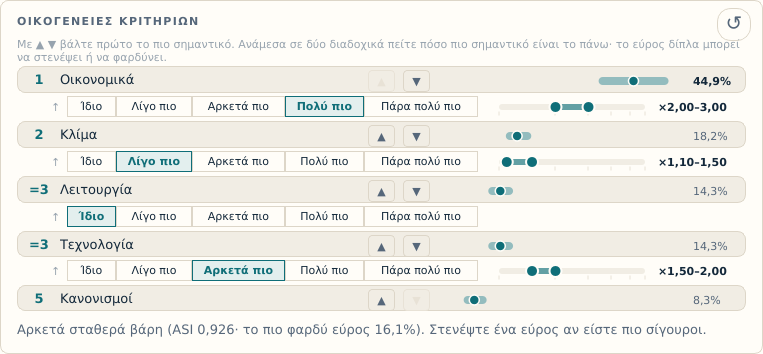 ΟΙΚΟΓΕΝΕΙΕΣ ΚΡΙΤΗΡΙΩΝ
↺
Με ▲ ▼ βάλτε πρώτο το πιο σημαντικό. Ανάμεσα σε δύο διαδοχικά πείτε πόσο πιο σημαντικό είναι το πάνω· το εύρος δίπλα μπορεί
να στενέψει ή να φαρδύνει.
1 Οικονομικά ▲ ▼ 44,9%
↑ Ίδιο Λίγο πιο Αρκετά πιο Πολύ πιο Πάρα πολύ πιο ×2,00–3,00
2 Κλίμα ▲ ▼ 18,2%
↑ Ίδιο Λίγο πιο Αρκετά πιο Πολύ πιο Πάρα πολύ πιο ×1,10–1,50
=3 Λειτουργία ▲ ▼ 14,3%
↑ Ίδιο Λίγο πιο Αρκετά πιο Πολύ πιο Πάρα πολύ πιο
=3 Τεχνολογία ▲ ▼ 14,3%
↑ Ίδιο Λίγο πιο Αρκετά πιο Πολύ πιο Πάρα πολύ πιο ×1,50–2,00
5 Κανονισμοί ▲ ▼ 8,3%
Αρκετά σταθερά βάρη (ASI 0,926· το πιο φαρδύ εύρος 16,1%). Στενέψτε ένα εύρος αν είστε πιο σίγουροι.